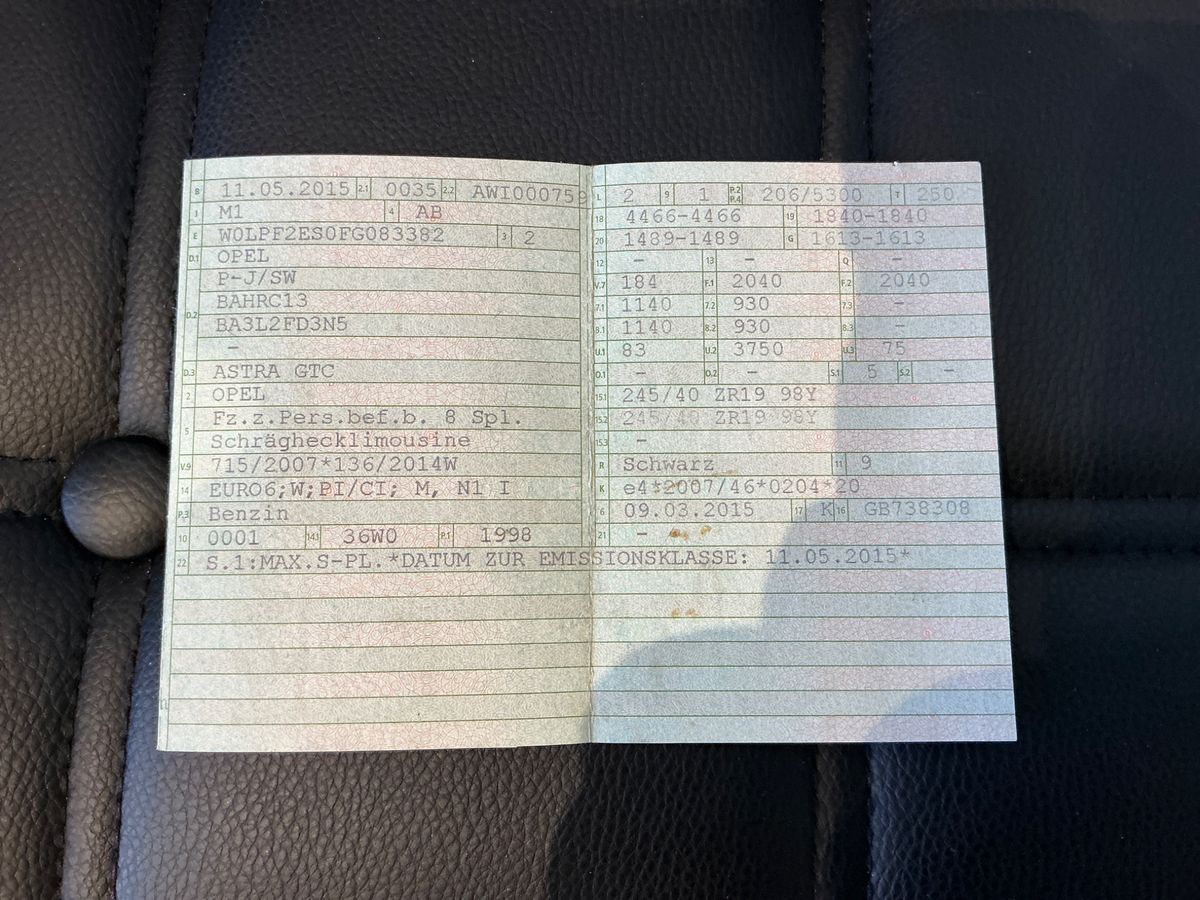 B 11.05.2015 2.1 0035 2.2 AWI000759
J M1 4 AB
E W0LPF2ES0FG083382 3 2
D.1 OPEL
P-J/SW
D.2 BAHRC13
BA3L2FD3N5
–
D.3 ASTRA GTC
2 OPEL
5 Fz.z.Pers.bef.b. 8 Spl.
Schräghecklimousine
V.9 715/2007*136/2014W
14 EURO6;W;PI/CI; M, N1 I
P.3 Benzin
10 0001 14.1 36W0 P.1 1998
L 2 9 1 P.2 P.4 206/5300 T 250
18 4466-4466 19 1840-1840
20 1489-1489 G 1613-1613
12 – 13 – Q –
V.7 184 F.1 2040 F.2 2040
7.1 1140 7.2 930 7.3 –
8.1 1140 8.2 930 8.3 –
U.1 83 U.2 3750 U.3 75
O.1 – O.2 – S.1 5 S.2 –
15.1 245/40 ZR19 98Y
15.2 245/40 ZR19 98Y
15.3 –
R Schwarz 11 9
K e4*2007/46*0204*20
6 09.03.2015 17 K 16 GB738308
21 –
22 S.1:MAX.S-PL.*DATUM ZUR EMISSIONSKLASSE: 11.05.2015*